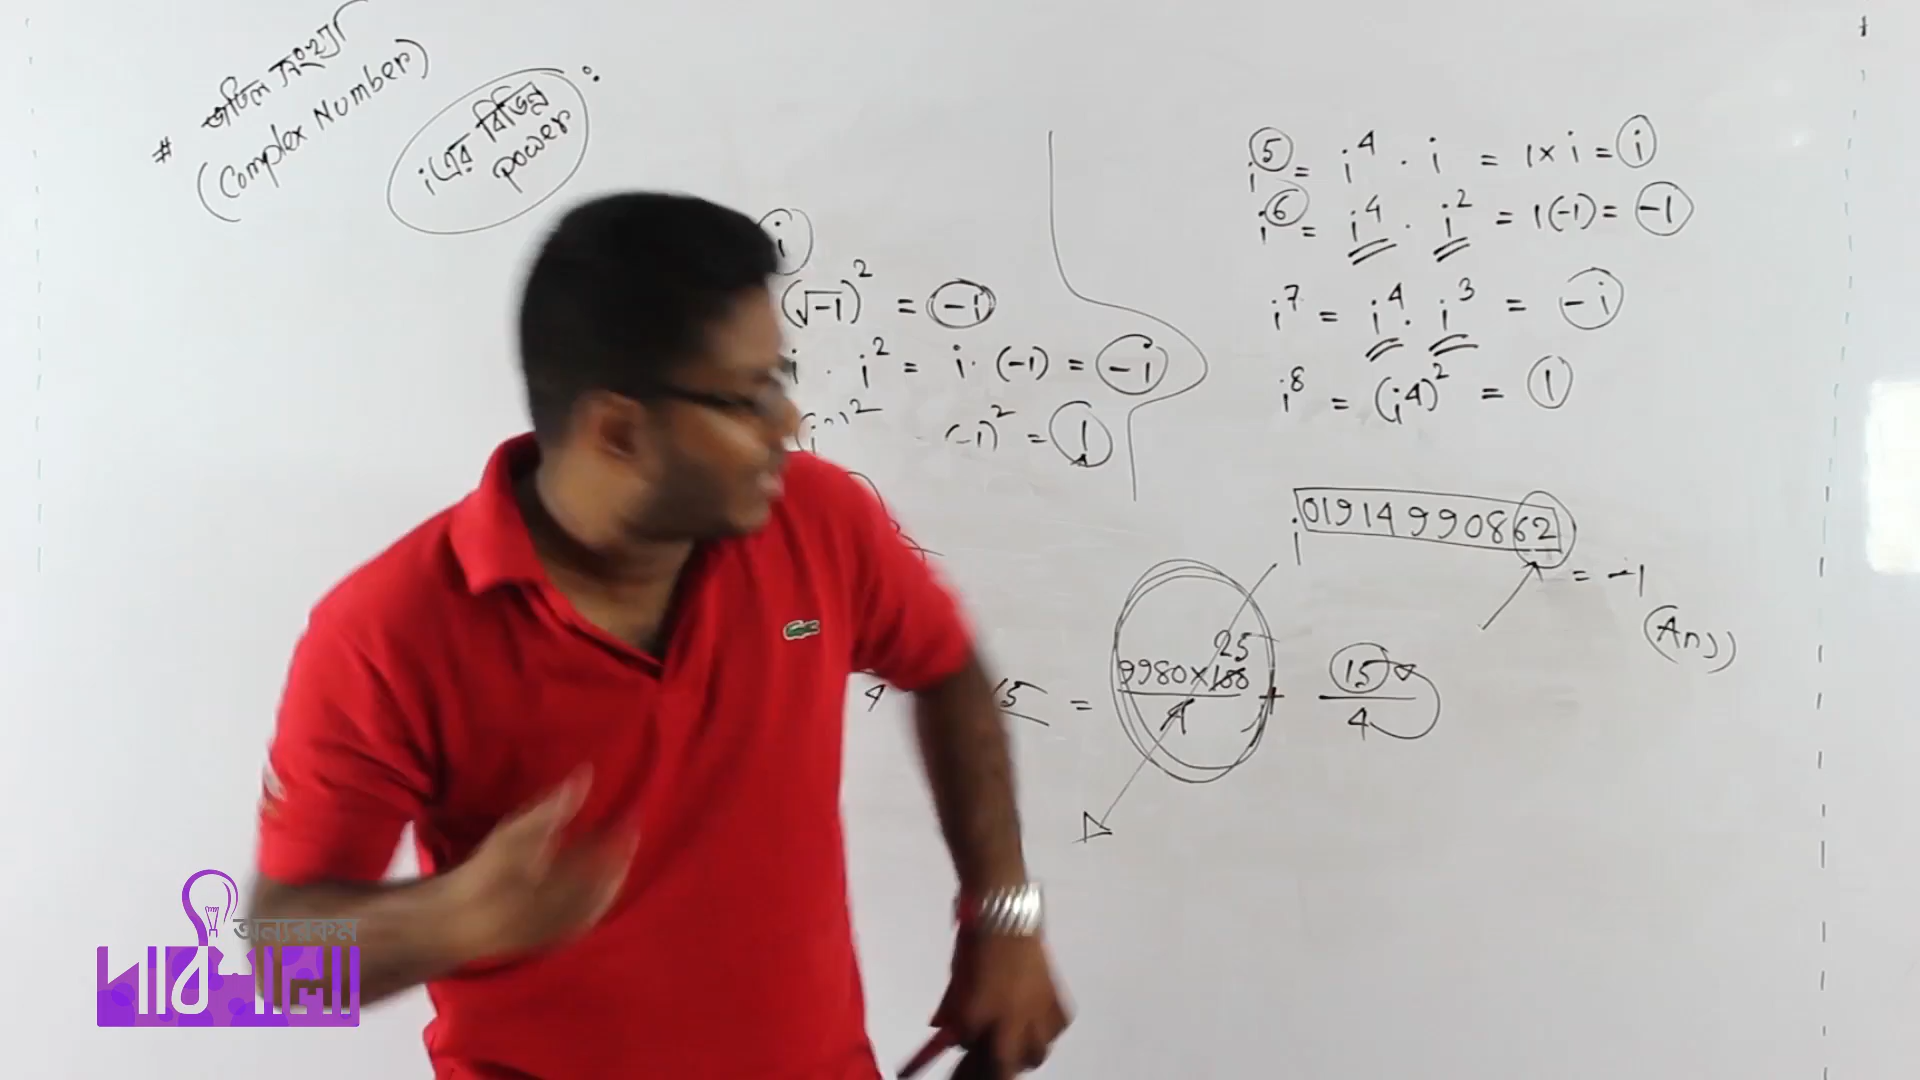 # জটিল সংখ্যা
(Complex Number)
i এর বিভিন্ন
power :
i
(√-1)² = -1
i · i² = i · (-1) = -i
(-1)² = 1
i⁵ = i⁴ · i = 1 × i = i
i⁶ = i⁴ · i² = 1(-1) = -1
i⁷ = i⁴ · i³ = -i
i⁸ = (i⁴)² = 1
i^01914990862 = -1
(Ans)
4 15 = 9980×100/4 + 15/4
25
অন্যরকম
পাঠশালা